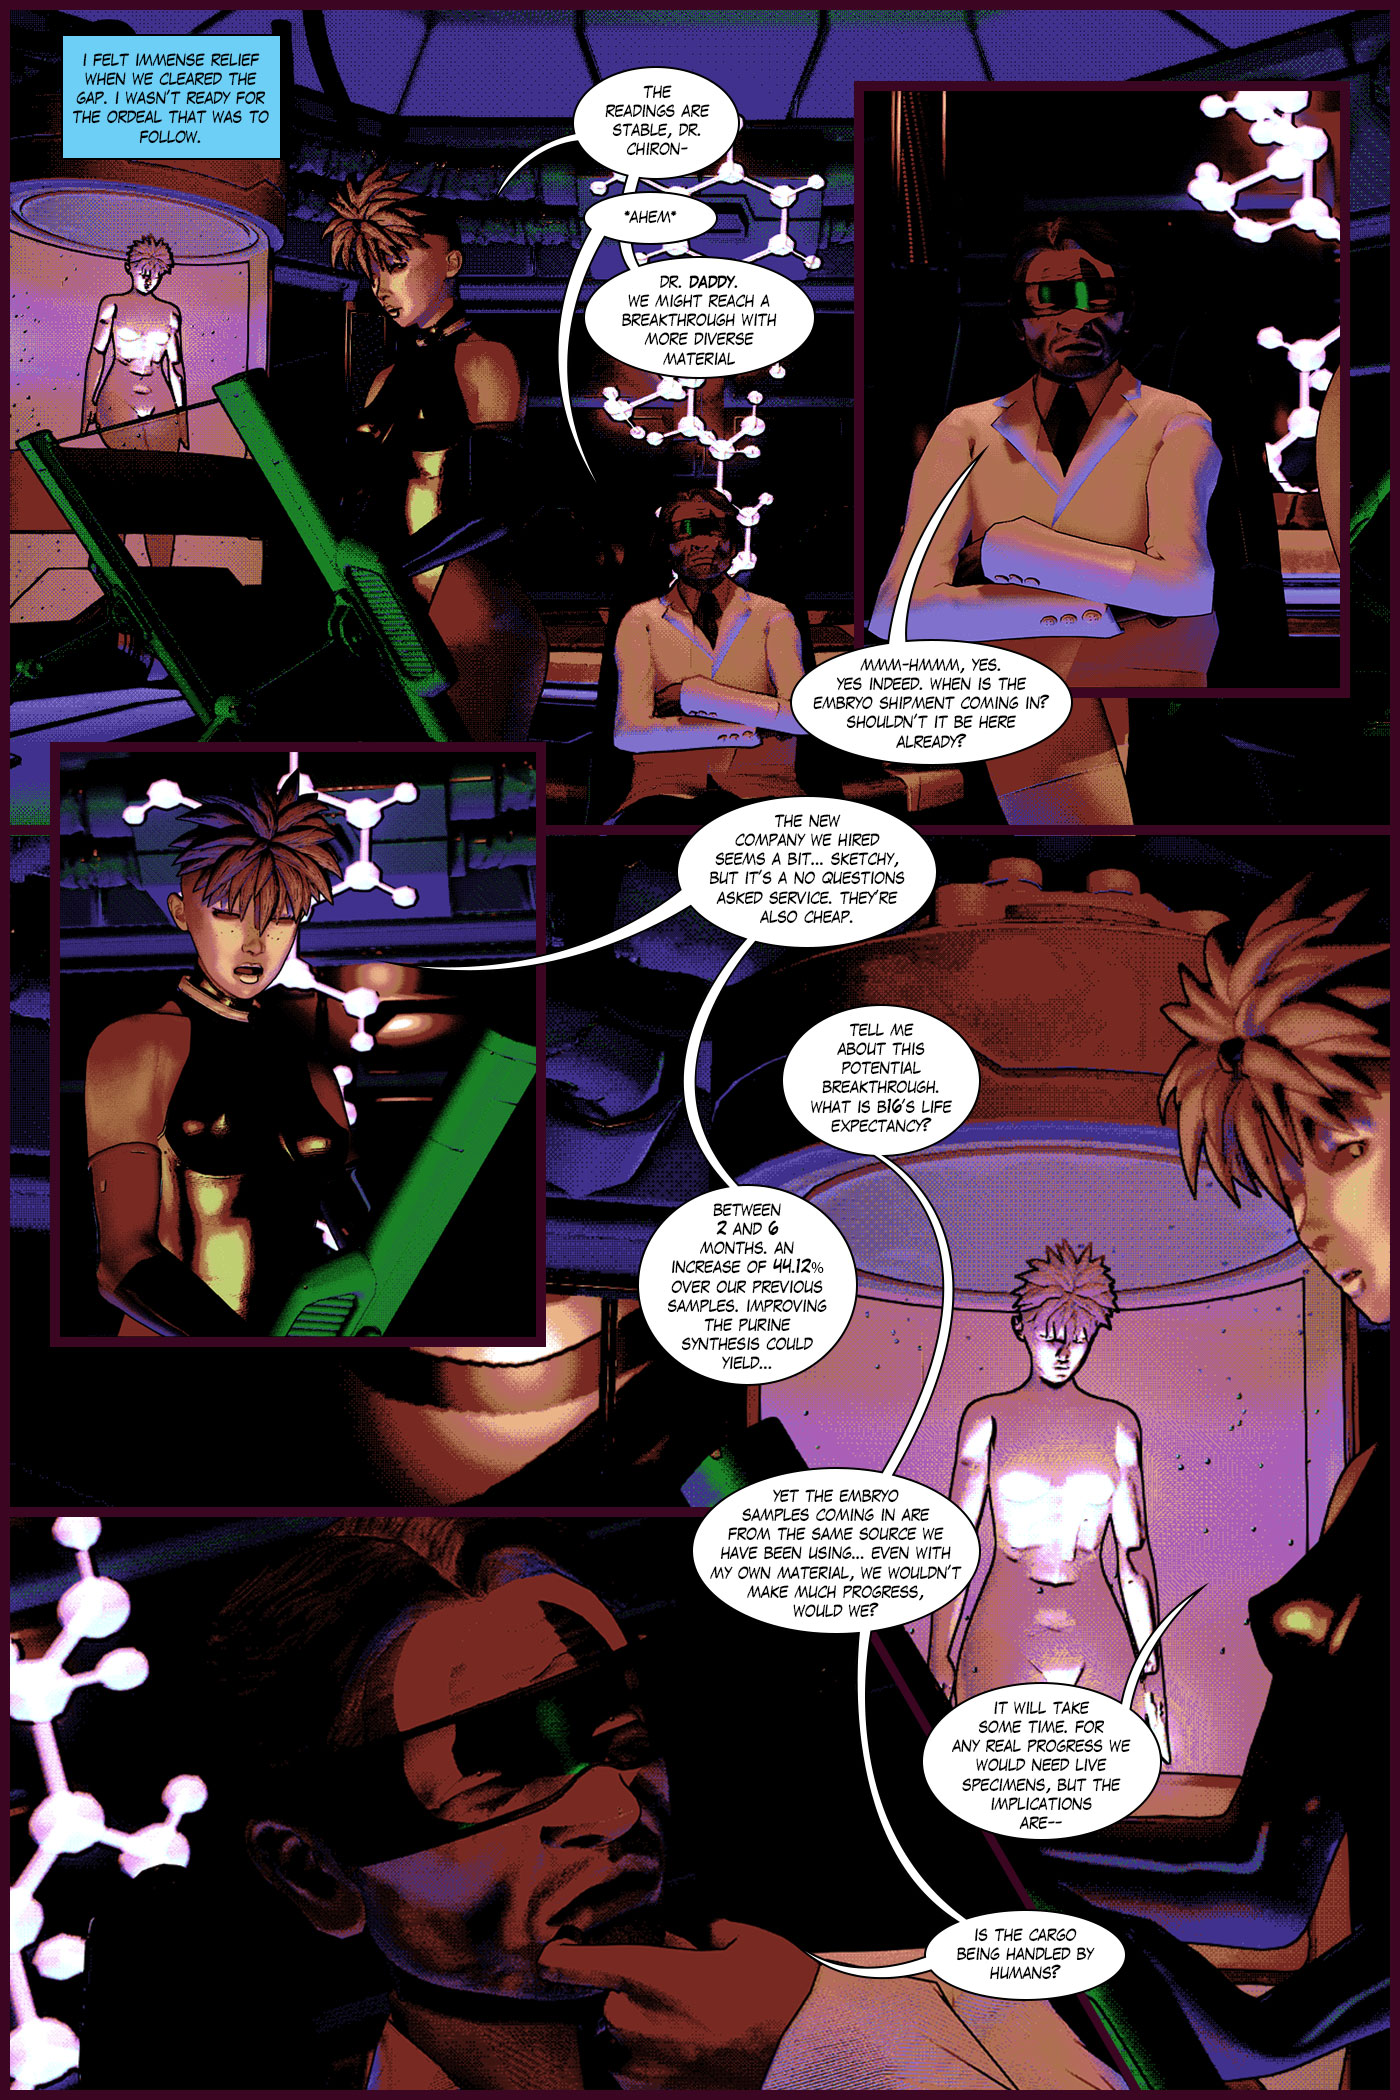 I FELT IMMENSE RELIEF
WHEN WE CLEARED THE
GAP. I WASN'T READY FOR
THE ORDEAL THAT WAS TO
FOLLOW.
THE
READINGS ARE
STABLE, DR.
CHIRON-
*AHEM*
DR. DADDY.
WE MIGHT REACH A
BREAKTHROUGH WITH
MORE DIVERSE
MATERIAL
MMM-HMMM, YES.
YES INDEED. WHEN IS THE
EMBRYO SHIPMENT COMING IN?
SHOULDN'T IT BE HERE
ALREADY?
THE NEW
COMPANY WE HIRED
SEEMS A BIT... SKETCHY,
BUT IT'S A NO QUESTIONS
ASKED SERVICE. THEY'RE
ALSO CHEAP.
TELL ME
ABOUT THIS
POTENTIAL
BREAKTHROUGH.
WHAT IS B16'S LIFE
EXPECTANCY?
BETWEEN
2 AND 6
MONTHS. AN
INCREASE OF 44.12%
OVER OUR PREVIOUS
SAMPLES. IMPROVING
THE PURINE
SYNTHESIS COULD
YIELD...
YET THE EMBRYO
SAMPLES COMING IN ARE
FROM THE SAME SOURCE WE
HAVE BEEN USING... EVEN WITH
MY OWN MATERIAL, WE WOULDN'T
MAKE MUCH PROGRESS,
WOULD WE?
IT WILL TAKE
SOME TIME. FOR
ANY REAL PROGRESS WE
WOULD NEED LIVE
SPECIMENS, BUT THE
IMPLICATIONS
ARE--
IS THE CARGO
BEING HANDLED BY
HUMANS?